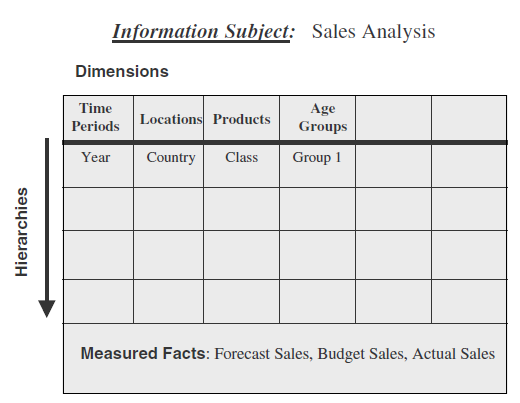 Information Subject: Sales Analysis
Dimensions
Time Periods Locations Products Age Groups
Year Country Class Group 1
Hierarchies
Measured Facts: Forecast Sales, Budget Sales, Actual Sales